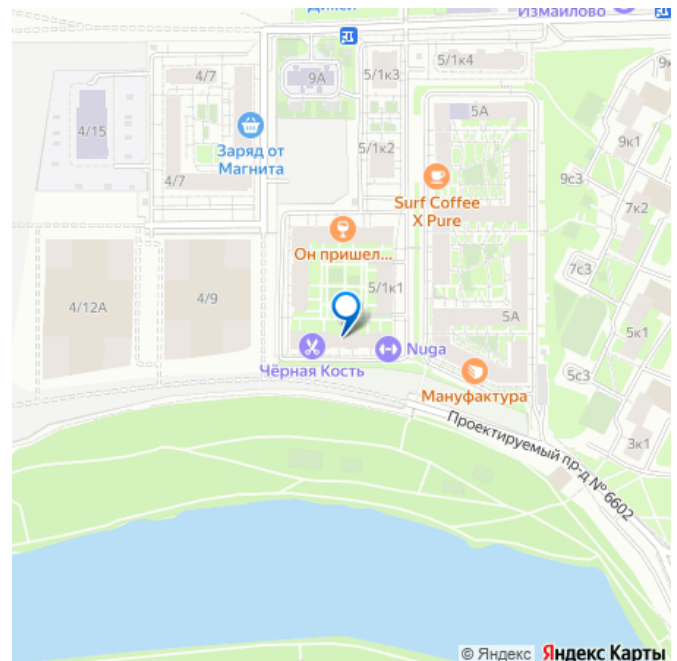 Дикси
Измайлово
4/7
9А
5/1к3
5/1к4
5А
4/15
Заряд от
Магнита
5/1к2
9к1
4/7
9с3
Surf Coffee
X Pure
7к2
Он пришел...
7с3
5/1к1
4/12А
4/9
5А
5к1
Nuga
Чёрная Кость
5с3
Мануфактура
Проектируемый пр-д № 6602
3к1
© Яндекс Яндекс Карты